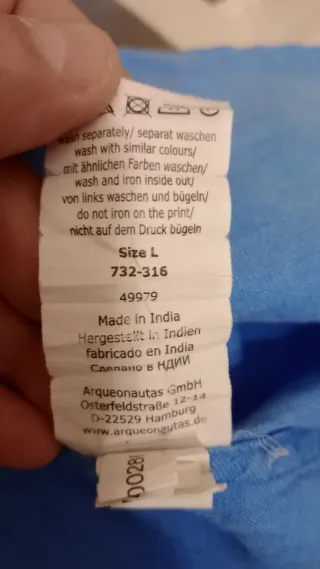 wash separately/ separat waschen
wash with similar colours/
mit ähnlichen Farben waschen/
wash and iron inside out/
von links waschen und bügeln/
do not iron on the print/
nicht auf dem Druck bügeln
Size L
732-316
49979
Made in India
Hergestellt in Indien
fabricado en India
Сделано в НДИИ
Arqueonautas GmbH
Osterfeldstraße 12-14
D-22529 Hamburg
www.arqueonautas.de